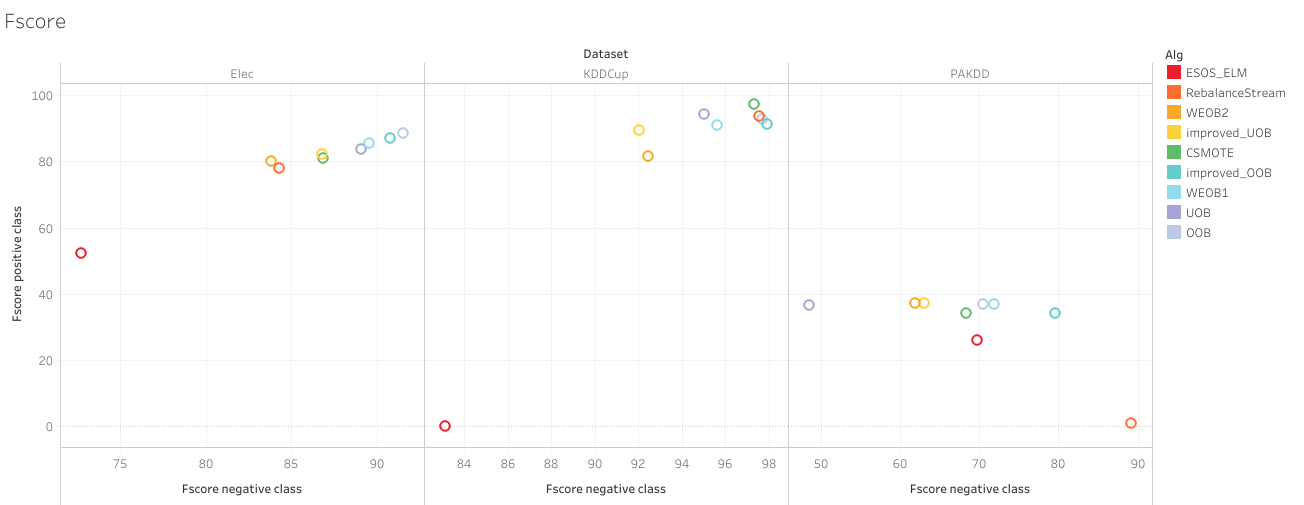 Fscore
Dataset
Elec KDDCup PAKDD
Fscore positive class
100
80
60
40
20
0
75 80 85 90 84 86 88 90 92 94 96 98 50 60 70 80 90
Fscore negative class Fscore negative class Fscore negative class
Alg
ESOS_ELM
RebalanceStream
WEOB2
improved_UOB
CSMOTE
improved_OOB
WEOB1
UOB
OOB